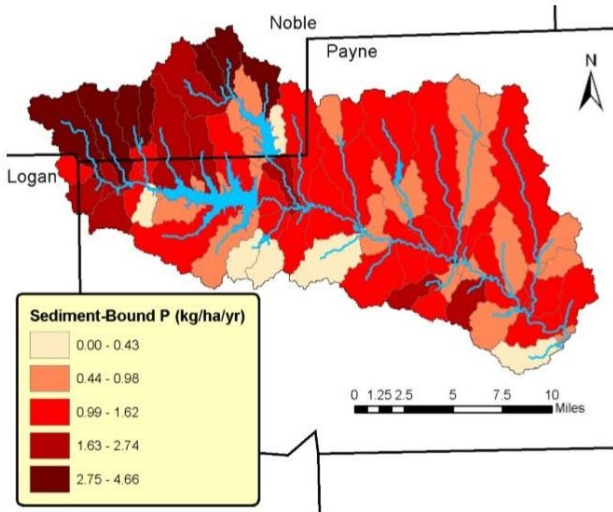 Noble
Payne
N
Logan
Sediment-Bound P (kg/ha/yr)
0.00 - 0.43
0.44 - 0.98
0.99 - 1.62
1.63 - 2.74
2.75 - 4.66
0 1.25 2.5 5 7.5 10
Miles